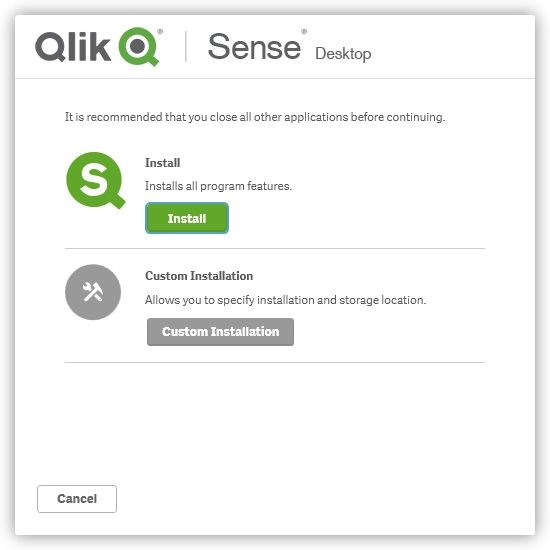 Qlik Q® | Sense® Desktop
It is recommended that you close all other applications before continuing.
S
Install
Installs all program features.
Install
Custom Installation
Allows you to specify installation and storage location.
Custom Installation
Cancel